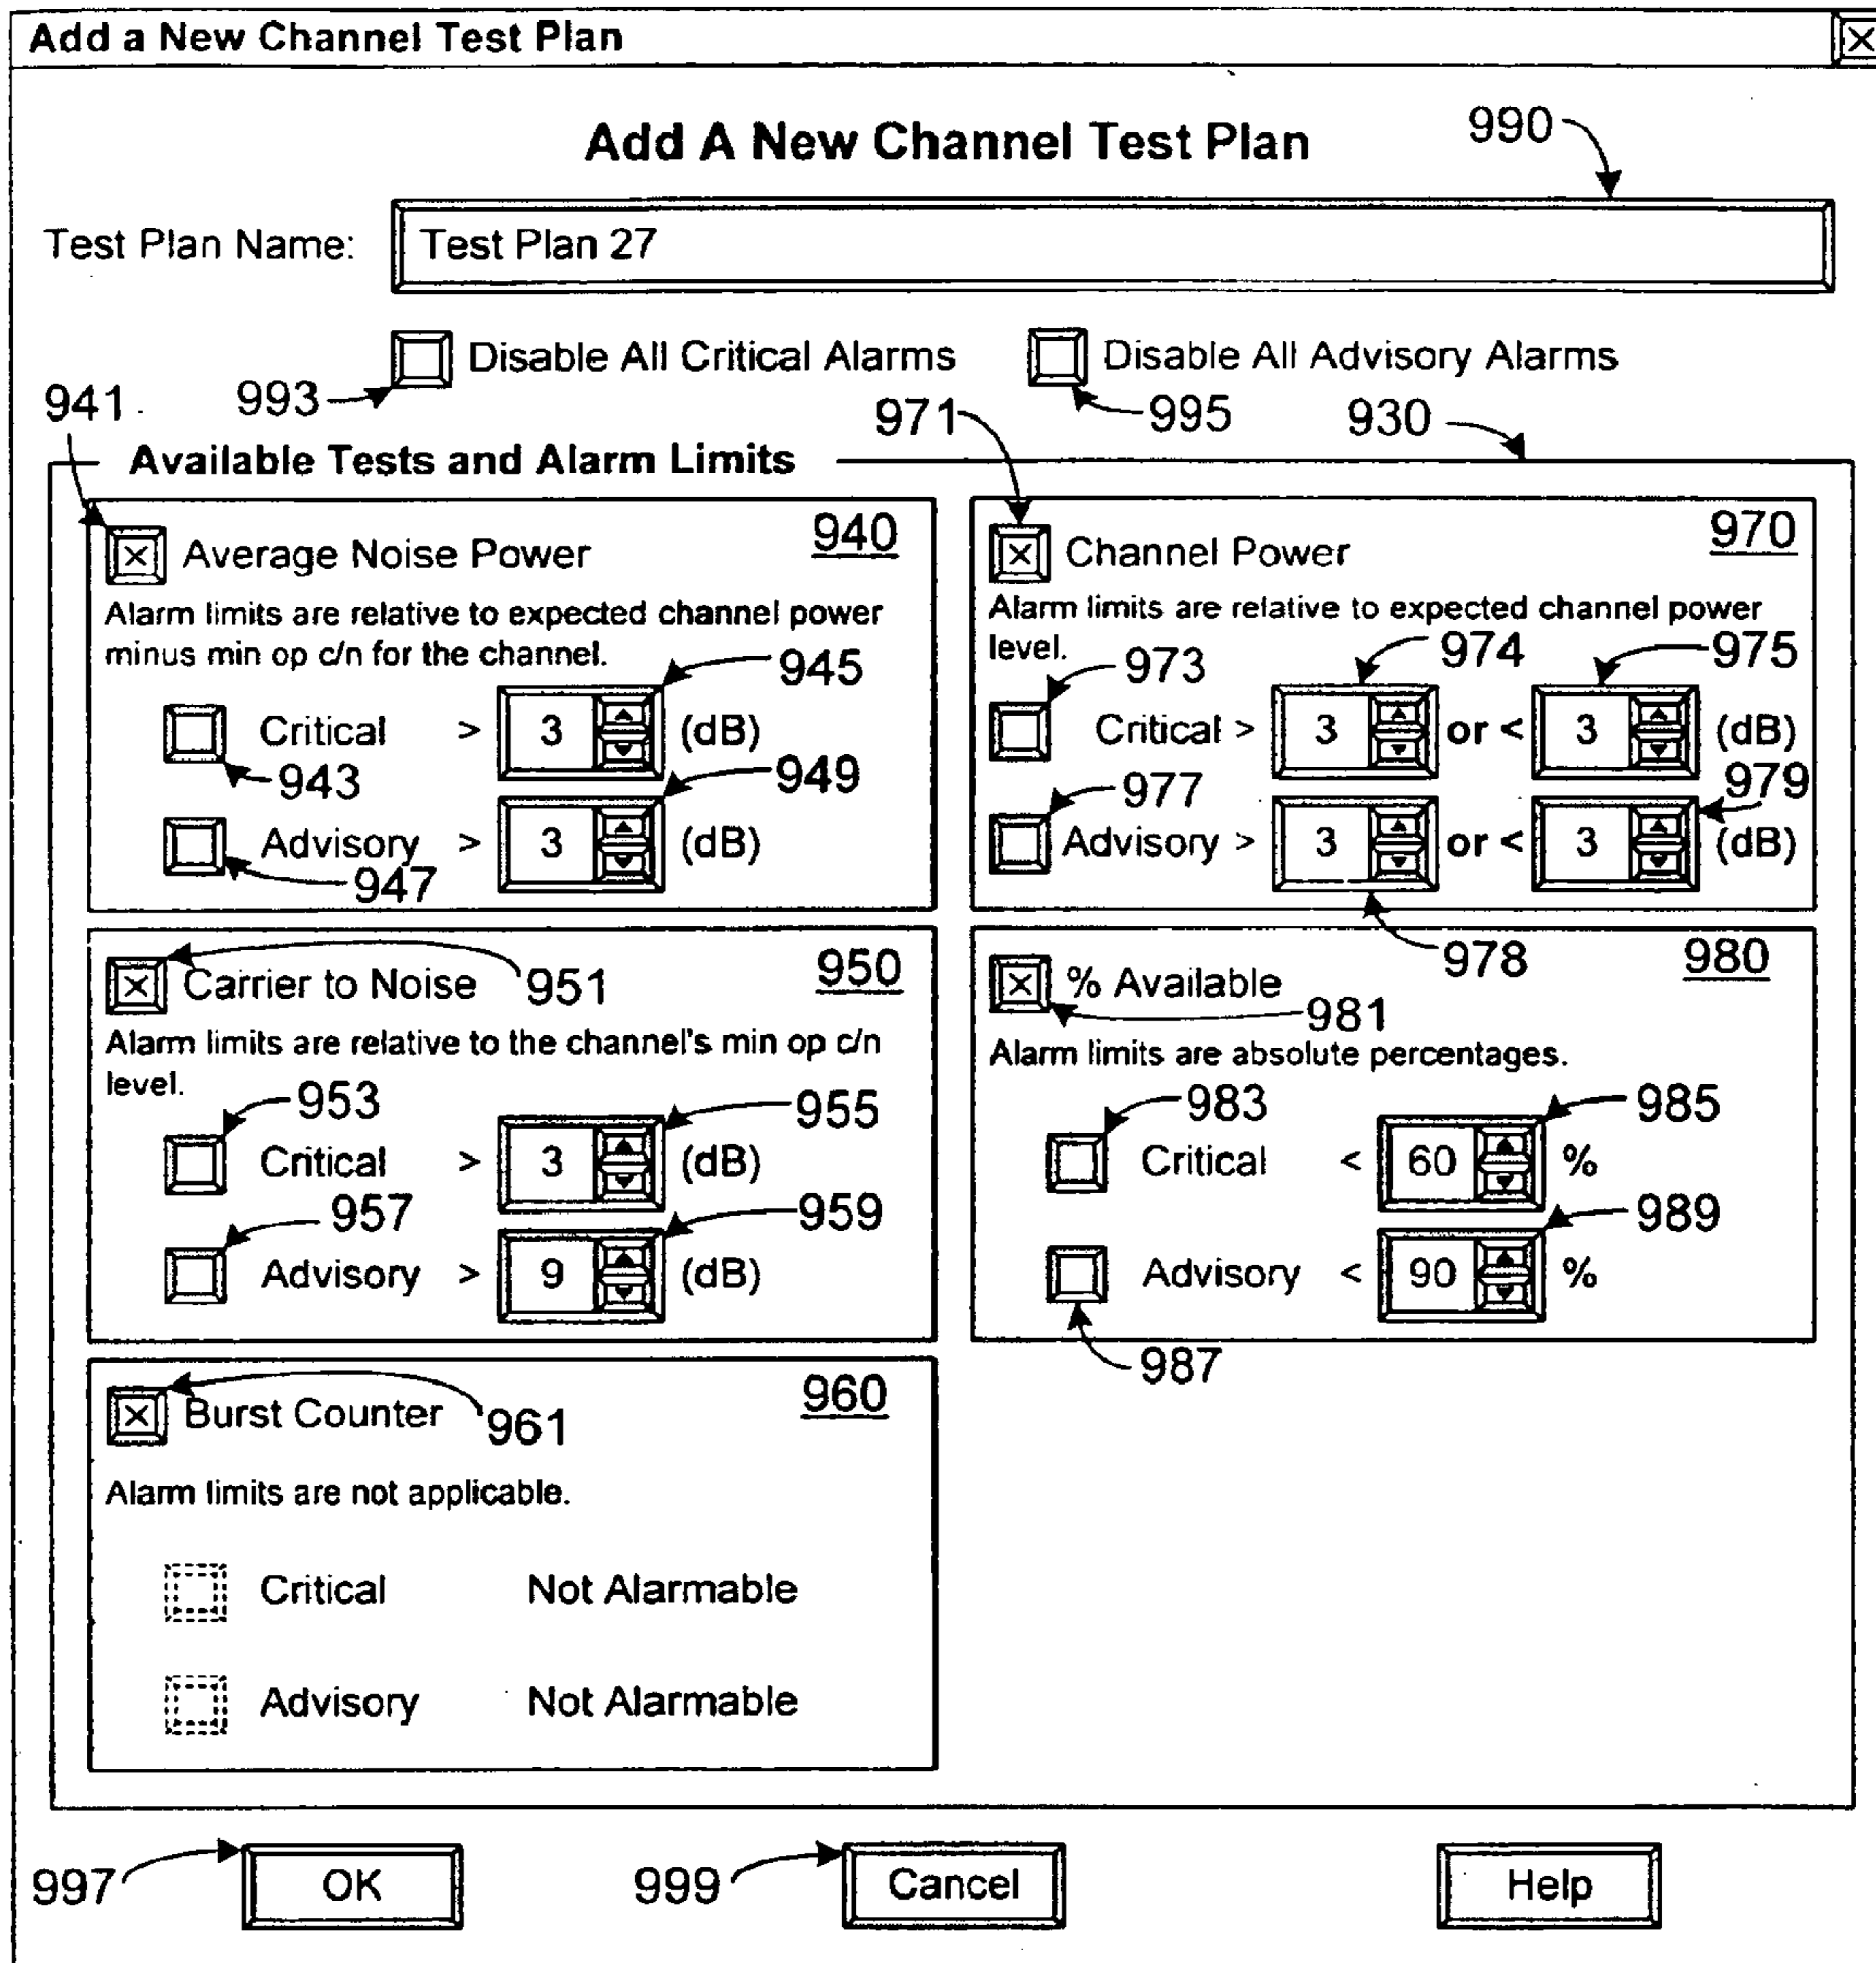 Add a New Channel Test Plan
Add A New Channel Test Plan
990
Test Plan Name: Test Plan 27
Disable All Critical Alarms Disable All Advisory Alarms
941 993 971 995 930
Available Tests and Alarm Limits
Average Noise Power 940
Alarm limits are relative to expected channel power
minus min op c/n for the channel.
945
Critical > 3 (dB)
943 949
Advisory > 3 (dB)
947
Channel Power 970
Alarm limits are relative to expected channel power
level.
973 974 975
Critical > 3 or < 3 (dB)
977 979
Advisory > 3 or < 3 (dB)
978
Carrier to Noise 951 950
Alarm limits are relative to the channel's min op c/n
level.
953 955
Critical > 3 (dB)
957 959
Advisory > 9 (dB)
% Available 980
981
Alarm limits are absolute percentages.
983 985
Critical < 60 %
989
Advisory < 90 %
987
Burst Counter 961 960
Alarm limits are not applicable.
Critical Not Alarmable
Advisory Not Alarmable
997 OK 999 Cancel Help